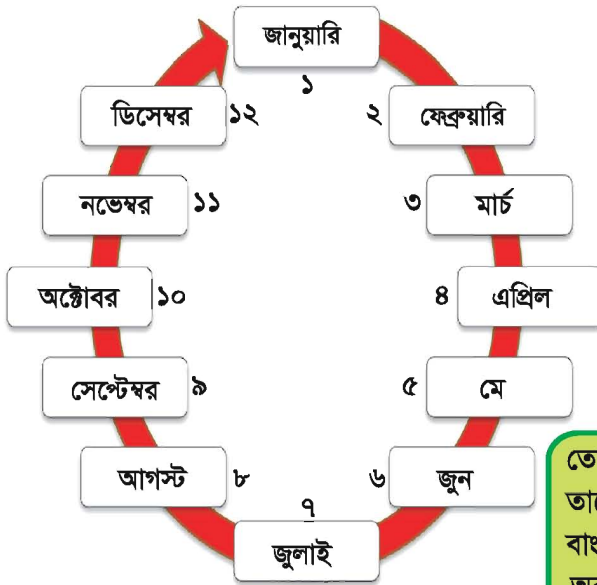 জানুয়ারি
১
ফেব্রুয়ারি
২
মার্চ
৩
এপ্রিল
৪
মে
৫
জুন
৬
জুলাই
৭
আগস্ট
৮
সেপ্টেম্বর
৯
অক্টোবর
১০
নভেম্বর
১১
ডিসেম্বর
১২